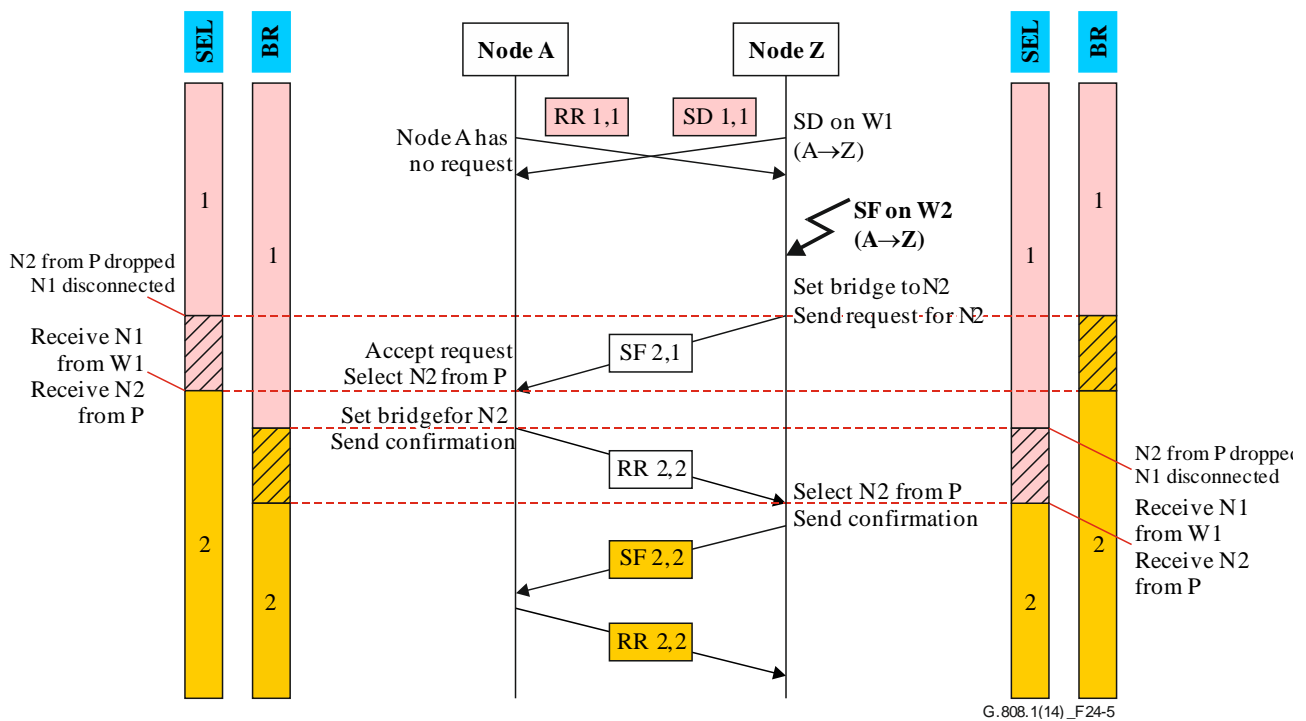 SEL
BR
Node A
Node Z
SEL
BR
RR 1,1
SD 1,1
Node A has
no request
SD on W1
(A→Z)
1
1
1
1
SF on W2
(A→Z)
N2 from P dropped
N1 disconnected
Set bridge to N2
Send request for N2
Receive N1
from W1
Receive N2
from P
Accept request
Select N2 from P
SF 2,1
Set bridge for N2
Send confirmation
RR 2,2
N2 from P dropped
N1 disconnected
Select N2 from P
Send confirmation
Receive N1
from W1
Receive N2
from P
SF 2,2
2
2
2
2
RR 2,2
G.808.1(14)_F24-5